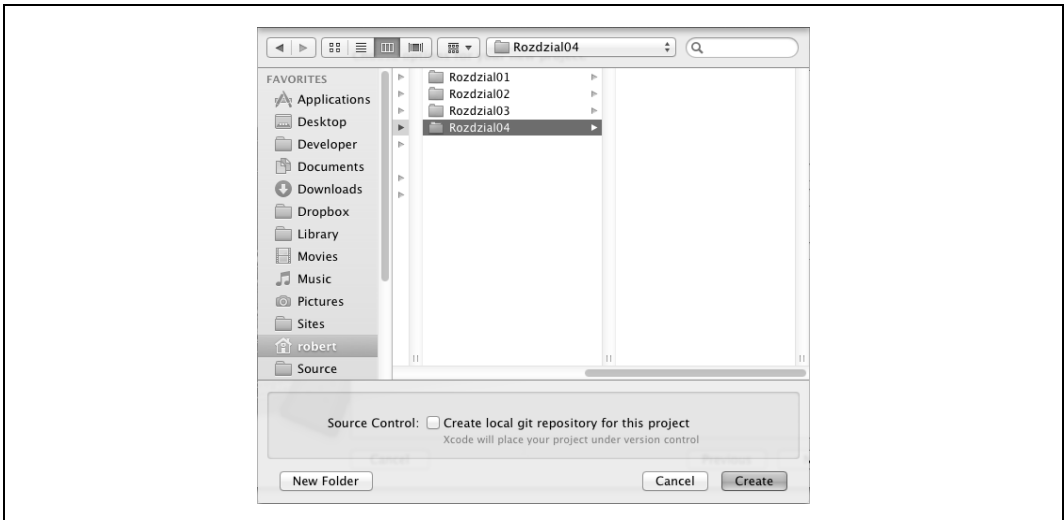 Rozdzial04
FAVORITES
Applications
Desktop
Developer
Documents
Downloads
Dropbox
Library
Movies
Music
Pictures
Sites
robert
Source
Rozdzial01
Rozdzial02
Rozdzial03
Rozdzial04
Source Control: Create local git repository for this project
Xcode will place your project under version control
Cancel Previous
New Folder Cancel Create